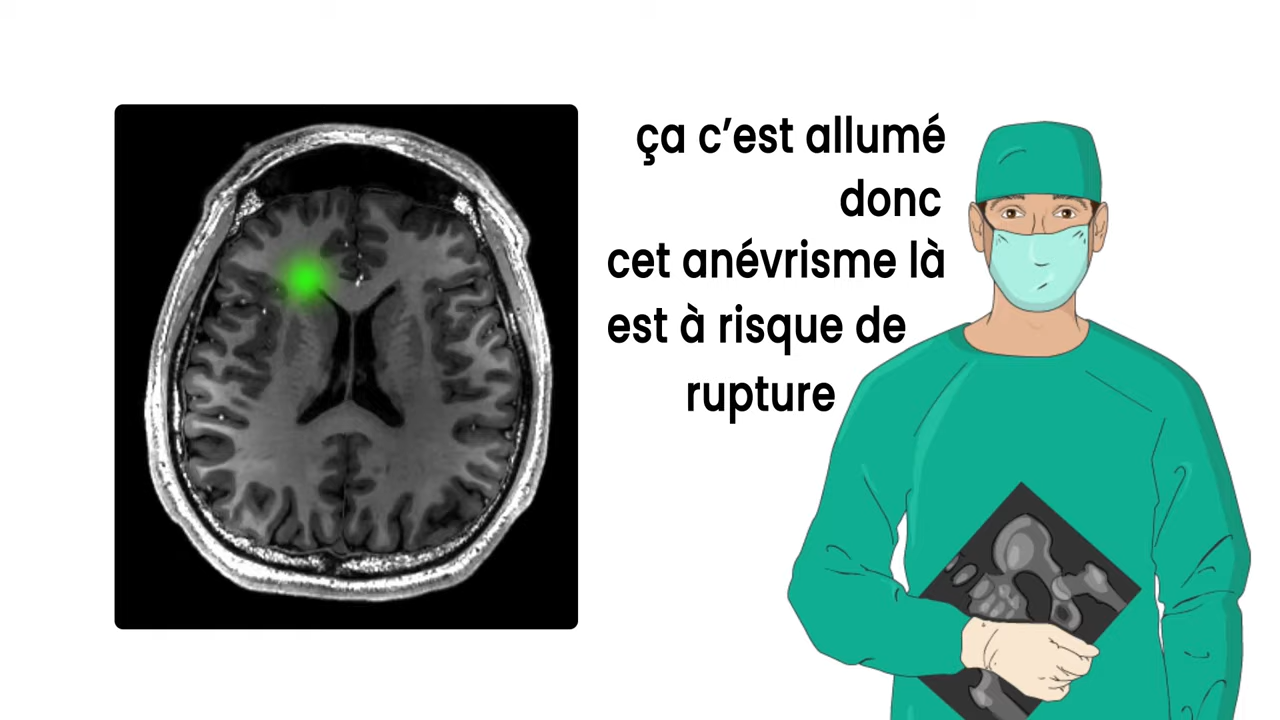 ça c’est allumé
donc
cet anévrisme là
est à risque de
rupture